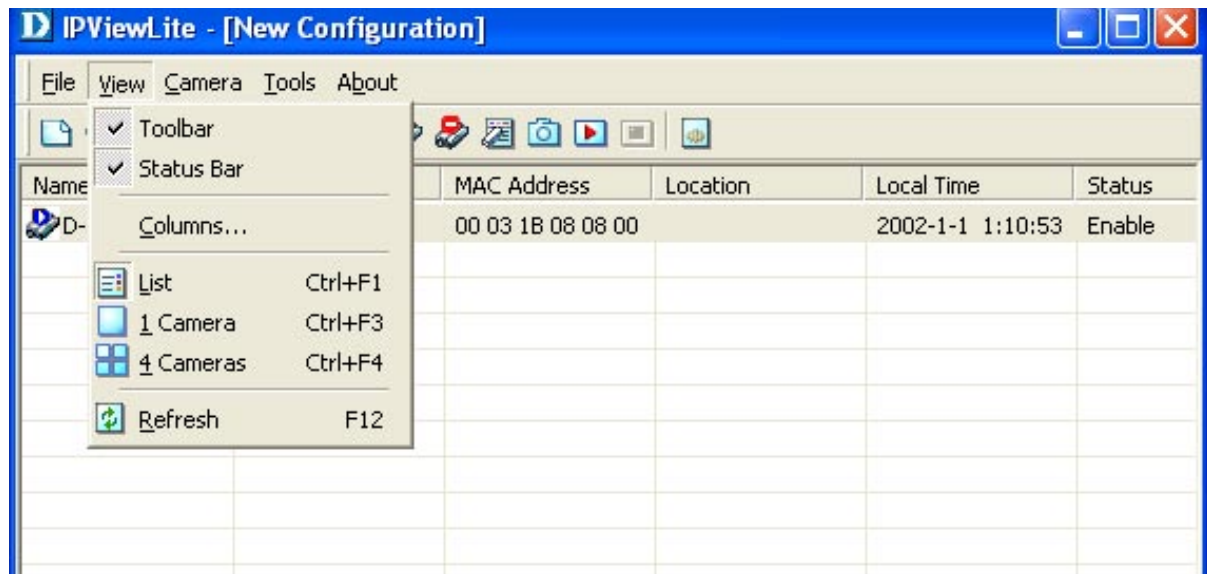 IPViewLite - [New Configuration]
File View Camera Tools About
Toolbar
Status Bar
Columns...
List Ctrl+F1
1 Camera Ctrl+F3
4 Cameras Ctrl+F4
Refresh F12
Name MAC Address Location Local Time Status
D- 00 03 1B 08 08 00 2002-1-1 1:10:53 Enable